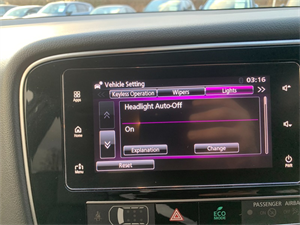 Vehicle Setting
03:16
Keyless Operation Wipers Lights
Apps
Headlight Auto-Off
Home
On
Explanation Change
Menu
Reset
PWR
PASSENGER AIRBA
ECO
MODE